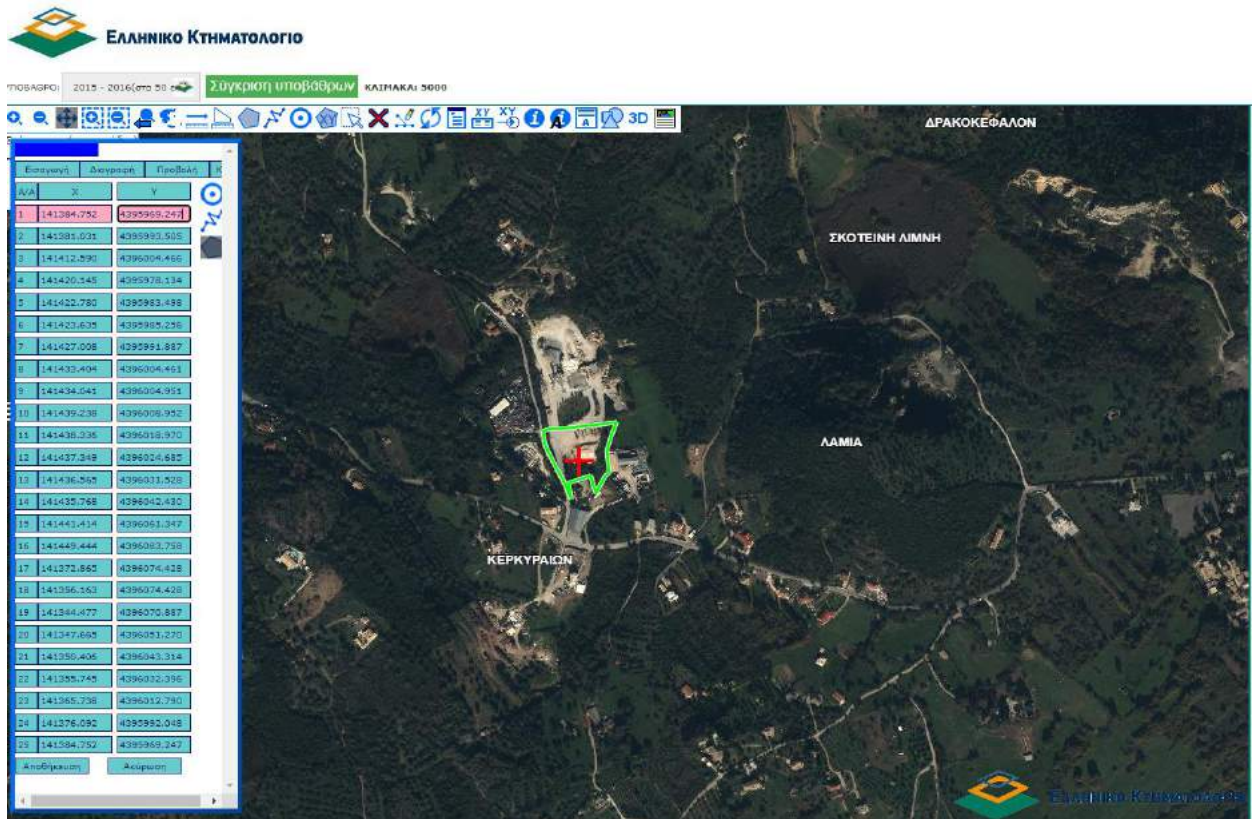 ΕΛΛΗΝΙΚΟ ΚΤΗΜΑΤΟΛΟΓΙΟ
2015 - 2016(στο 50 Σύγκριση υποβάθρων ΚΛΙΜΑΚΑ: 5000
XY XY 3D
Εισαγωγή Διαγραφή Προβολή Κ
Α/Α X Y
1 141384.752 4395969.247
2 141381.031 4395993.505
3 141412.590 4396004.466
4 141420.145 4395978.134
5 141422.780 4395983.498
6 141423.635 4395985.256
7 141427.008 4395991.887
8 141433.404 4396004.461
9 141434.041 4396004.951
10 141439.238 4396008.952
11 141438.336 4396018.970
12 141437.349 4396024.685
13 141436.565 4396031.528
14 141435.768 4396042.430
15 141441.414 4396061.347
16 141449.444 4396083.758
17 141372.865 4396074.428
18 141356.163 4396074.428
19 141344.477 4396070.887
20 141347.665 4396051.270
21 141350.406 4396043.314
22 141355.745 4396032.396
23 141365.738 4396012.790
24 141376.092 4395992.048
25 141384.752 4395969.247
Αποθήκευση Ακύρωση
ΔΡΑΚΟΚΕΦΑΛΟΝ
ΣΚΟΤΕΙΝΗ ΛΙΜΝΗ
ΛΑΜΙΑ
ΚΕΡΚΥΡΑΙΩΝ
ΕΛΛΗΝΙΚΟ ΚΤΗΜΑΤΟΛΟΓΙΟ